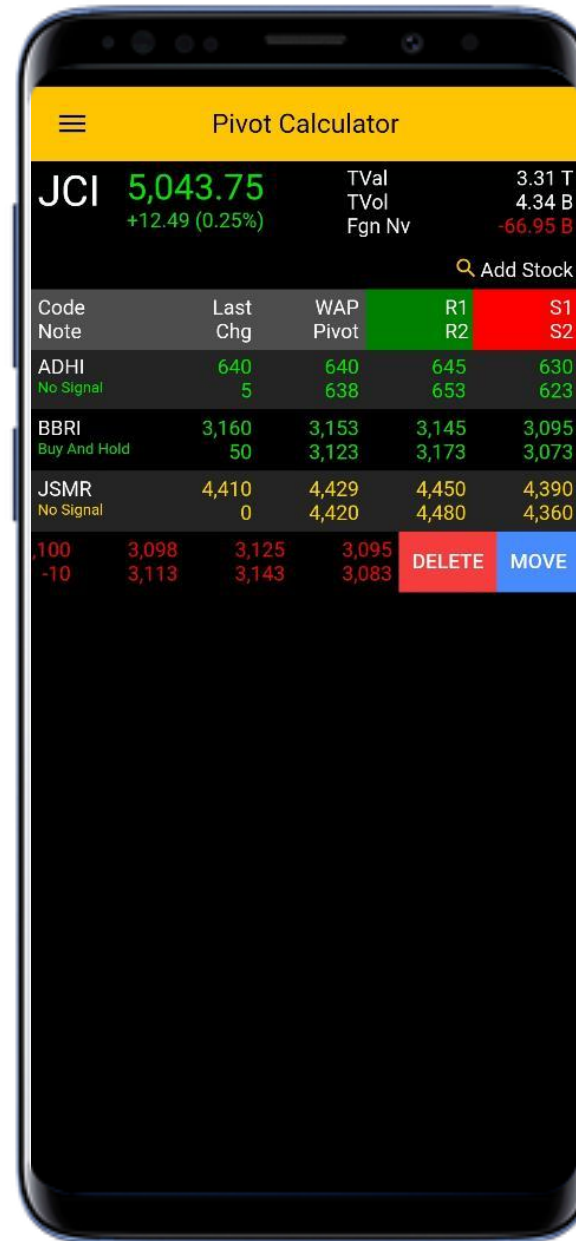 Pivot Calculator
JCI 5,043.75 TVal 3.31 T
+12.49 (0.25%) TVol 4.34 B
Fgn Nv -66.95 B
Add Stock
Code Last WAP R1 S1
Note Chg Pivot R2 S2
ADHI 640 640 645 630
No Signal 5 638 653 623
BBRI 3,160 3,153 3,145 3,095
Buy And Hold 50 3,123 3,173 3,073
JSMR 4,410 4,429 4,450 4,390
No Signal 0 4,420 4,480 4,360
,100 3,098 3,125 3,095 DELETE MOVE
-10 3,113 3,143 3,083